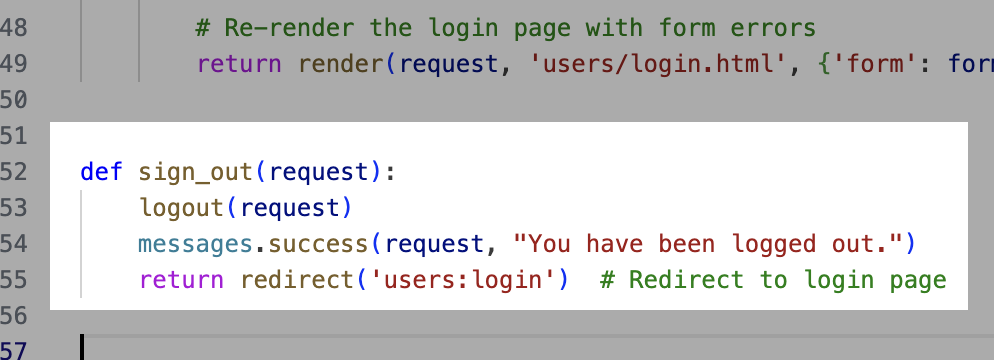 48 # Re-render the login page with form errors
49 return render(request, 'users/login.html', {'form':
50
51
52 def sign_out(request):
53 logout(request)
54 messages.success(request, "You have been logged out.")
55 return redirect('users:login') # Redirect to login page
56
57